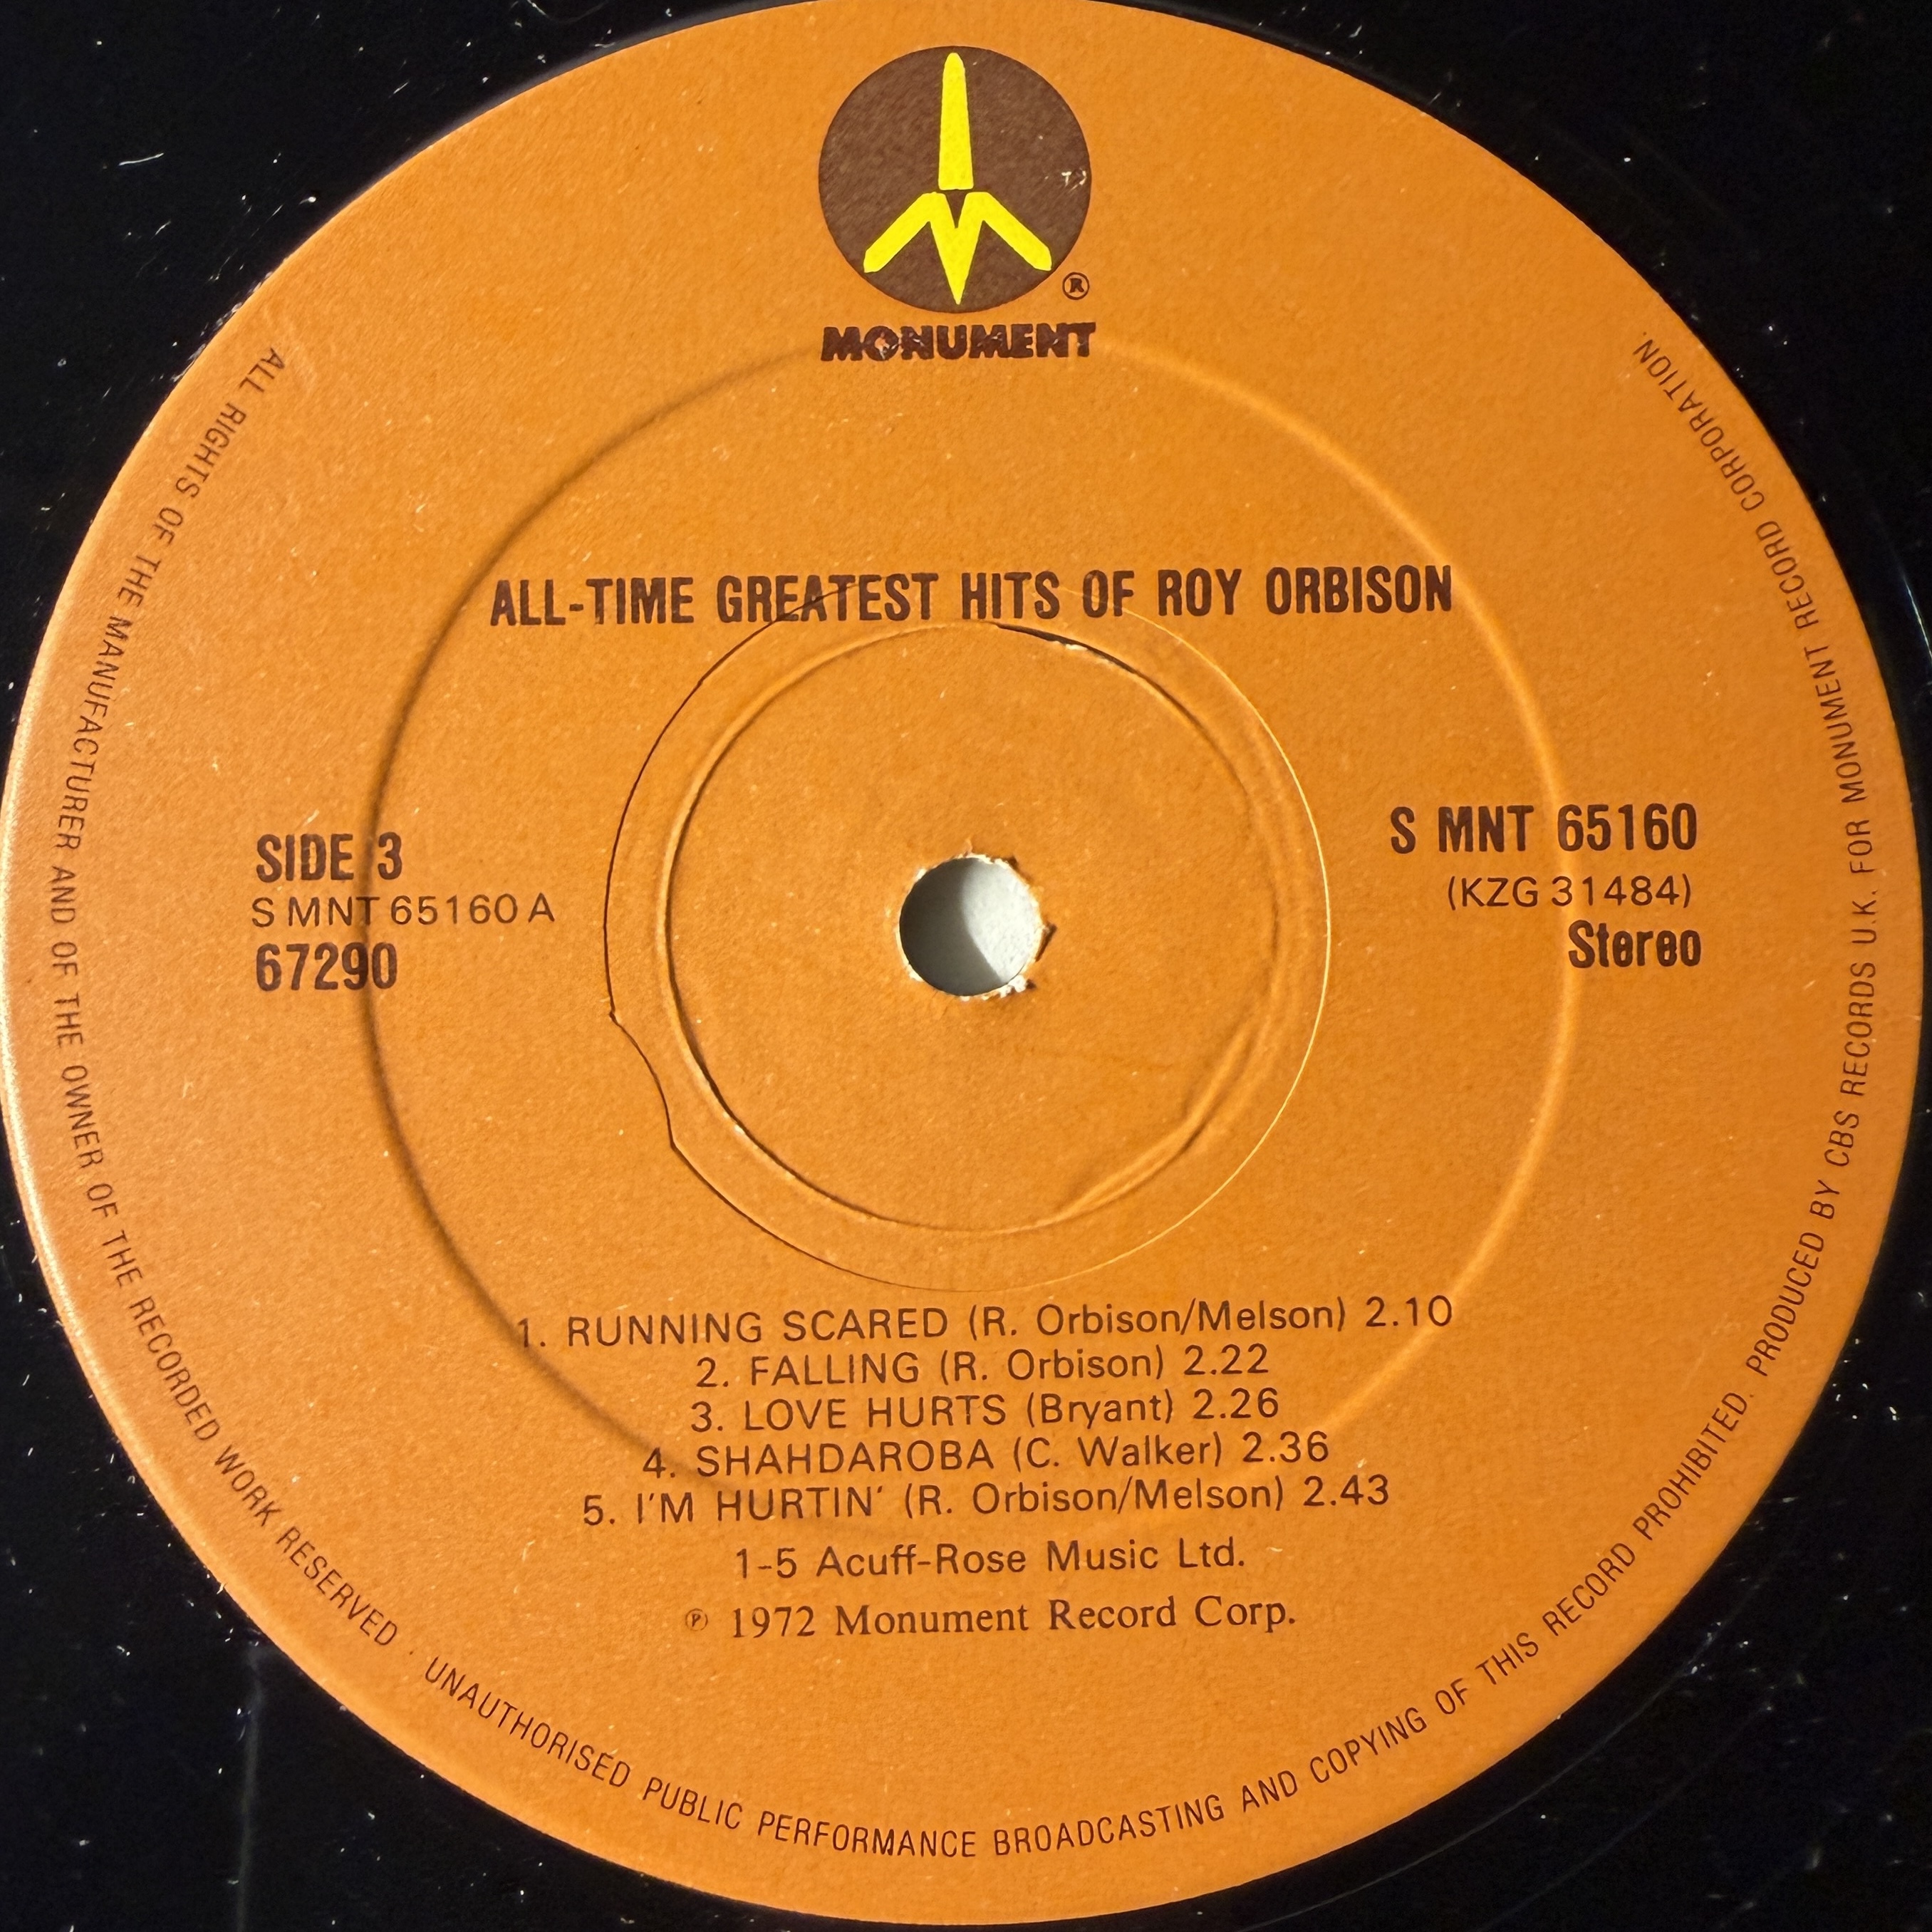 ®
MONUMENT
ALL-TIME GREATEST HITS OF ROY ORBISON
SIDE 3
S MNT 65160 A
67290
S MNT 65160
(KZG 31484)
Stereo
1. RUNNING SCARED (R. Orbison/Melson) 2.10
2. FALLING (R. Orbison) 2.22
3. LOVE HURTS (Bryant) 2.26
4. SHAHDAROBA (C. Walker) 2.36
5. I'M HURTIN' (R. Orbison/Melson) 2.43
1-5 Acuff-Rose Music Ltd.
℗ 1972 Monument Record Corp.
ALL RIGHTS OF THE MANUFACTURER AND OF THE OWNER OF THE RECORDED WORK RESERVED · UNAUTHORISED PUBLIC PERFORMANCE BROADCASTING AND COPYING OF THIS RECORD PROHIBITED. PRODUCED BY CBS RECORDS U.K. FOR MONUMENT RECORD CORPORATION